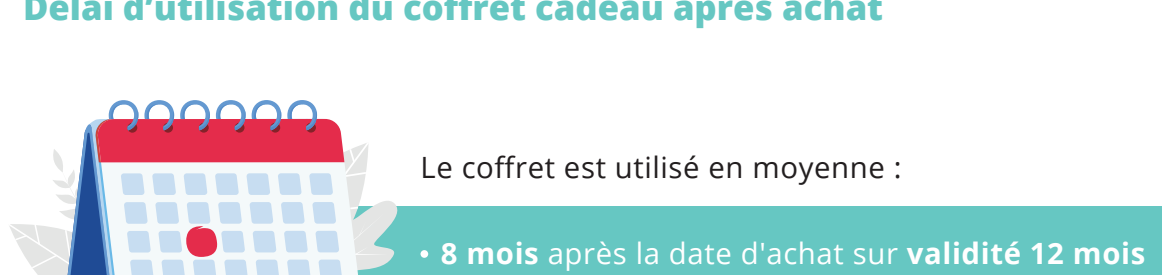 Délai d'utilisation du coffret cadeau après achat
Le coffret est utilisé en moyenne :
• 8 mois après la date d'achat sur validité 12 mois